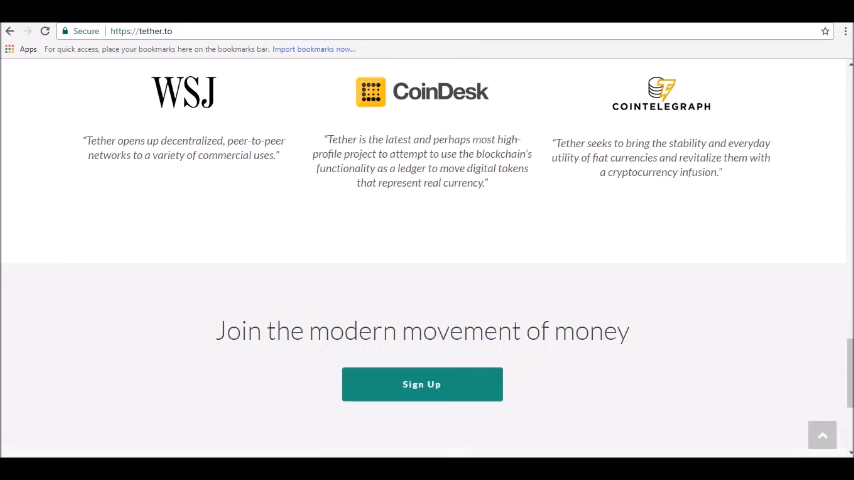 Secure
https://tether.to
Apps
For quick access, place your bookmarks here on the bookmarks bar. Import bookmarks now...
WSJ
CoinDesk
COINTELEGRAPH
“Tether opens up decentralized, peer-to-peer
networks to a variety of commercial uses.”
“Tether is the latest and perhaps most high-
profile project to attempt to use the blockchain's
functionality as a ledger to move digital tokens
that represent real currency.”
“Tether seeks to bring the stability and everyday
utility of fiat currencies and revitalize them with
a cryptocurrency infusion.”
Join the modern movement of money
Sign Up